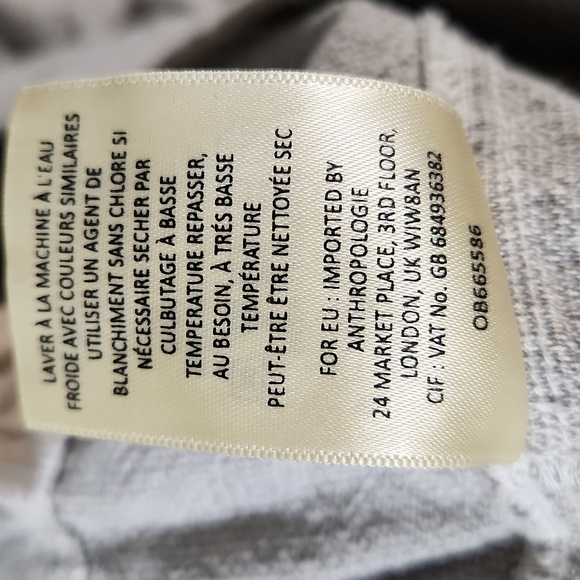 LAVER À LA MACHINE À L'EAU
FROIDE AVEC COULEURS SIMILAIRES
UTILISER UN AGENT DE
BLANCHIMENT SANS CHLORE SI
NÉCESSAIRE SECHER PAR
CULBUTAGE À BASSE
TEMPERATURE REPASSER,
AU BESOIN, À TRÉS BASSE
TEMPÉRATURE
PEUT-ÊTRE ÊTRE NETTOYÉE SEC
FOR EU : IMPORTED BY
ANTHROPOLOGIE
24 MARKET PLACE, 3RD FLOOR,
LONDON, UK WIW8AN
CIF : VAT No. GB 684936382
OB665586